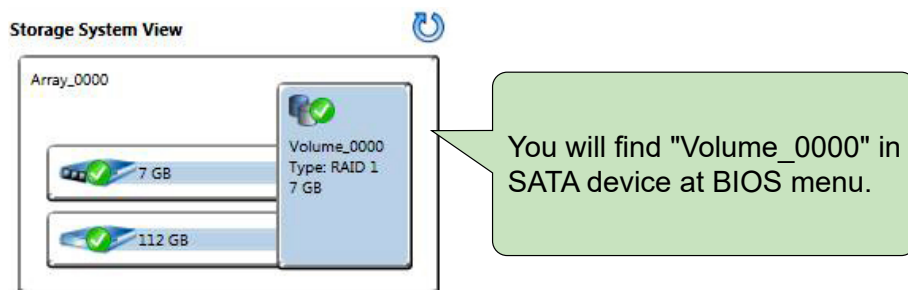 Storage System View
Array_0000
Volume_0000
Type: RAID 1
7 GB
7 GB
112 GB
You will find "Volume_0000" in
SATA device at BIOS menu.